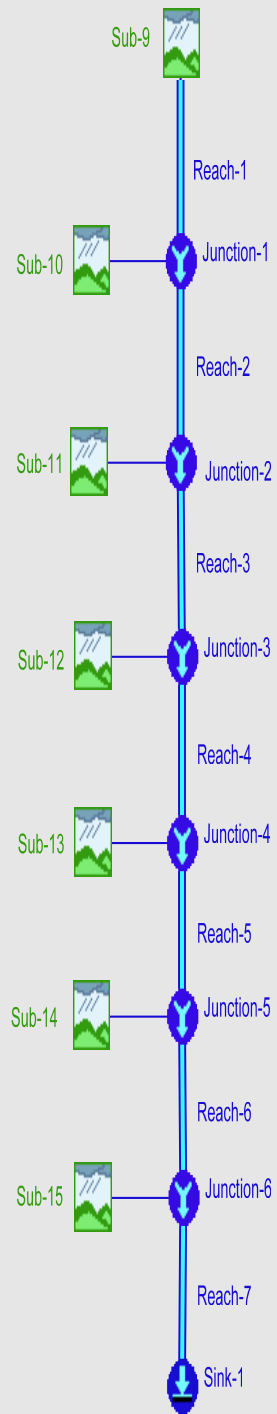 Sub-9
Reach-1
Junction-1
Sub-10
Reach-2
Sub-11
Junction-2
Reach-3
Junction-3
Sub-12
Reach-4
Junction-4
Sub-13
Reach-5
Junction-5
Sub-14
Reach-6
Junction-6
Sub-15
Reach-7
Sink-1